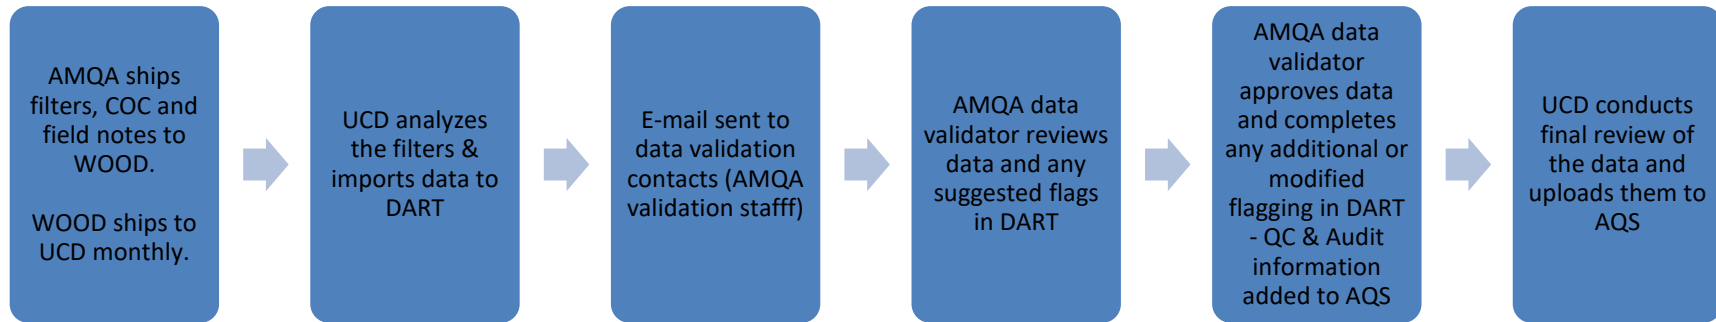 AMQA ships
filters, COC and
field notes to
WOOD.
WOOD ships to
UCD monthly.
UCD analyzes
the filters &
imports data to
DART
E-mail sent to
data validation
contacts (AMQA
validation stafff)
AMQA data
validator reviews
data and any
suggested flags
in DART
AMQA data
validator
approves data
and completes
any additional or
modified
flagging in DART
- QC & Audit
information
added to AQS
UCD conducts
final review of
the data and
uploads them to
AQS